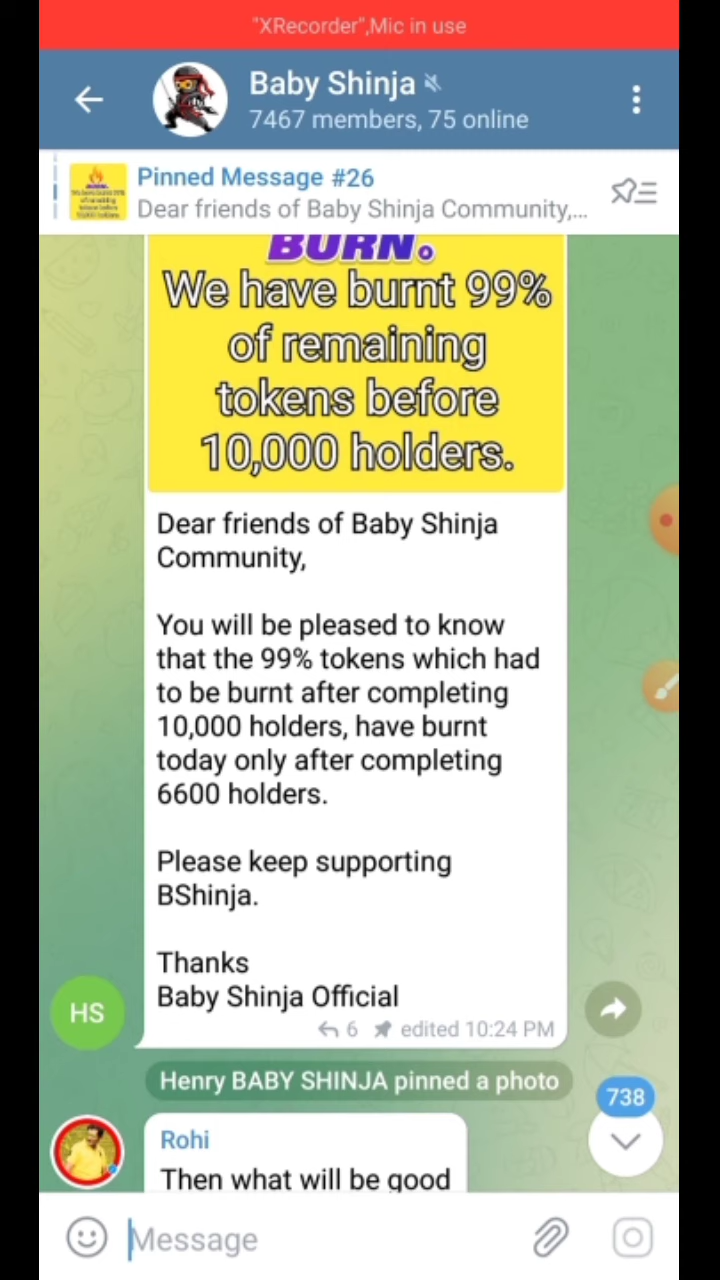 "XRecorder",Mic in use
Baby Shinja
7467 members, 75 online
Pinned Message #26
Dear friends of Baby Shinja Community,...
BURN.
We have burnt 99%
of remaining
tokens before
10,000 holders.
Dear friends of Baby Shinja
Community,
You will be pleased to know
that the 99% tokens which had
to be burnt after completing
10,000 holders, have burnt
today only after completing
6600 holders.
Please keep supporting
BShinja.
Thanks
Baby Shinja Official
6 edited 10:24 PM
HS
Henry BABY SHINJA pinned a photo
738
Rohi
Then what will be good
Message